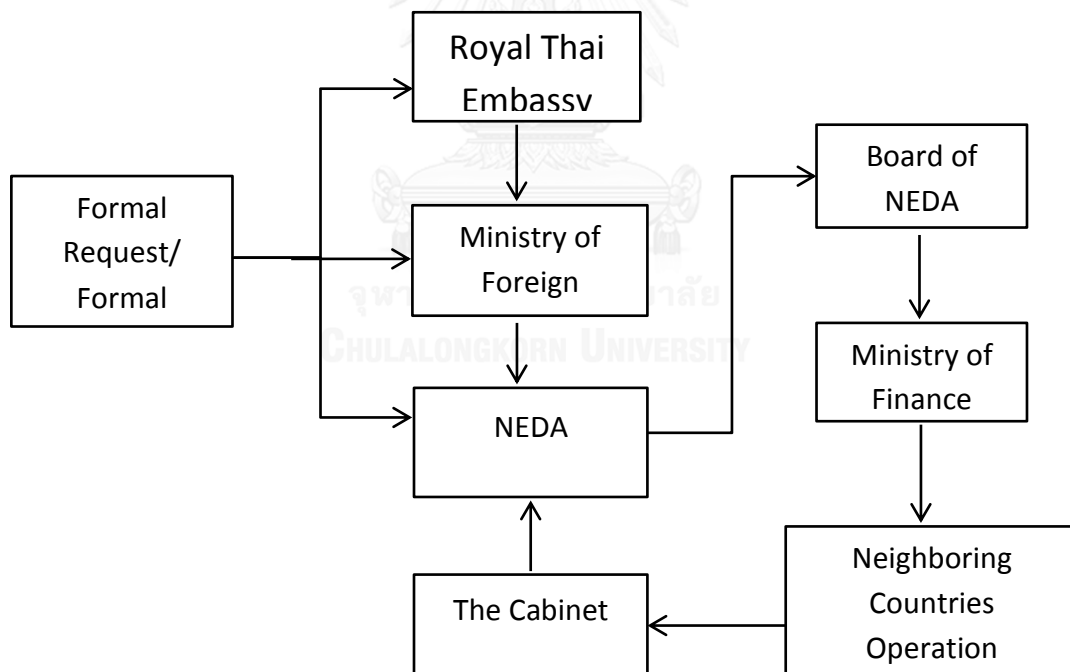 Royal Thai
Embassy
Formal
Request/
Formal
Ministry of
Foreign
NEDA
The Cabinet
Board of
NEDA
Ministry of
Finance
Neighboring
Countries
Operation
CHULALONGKORN UNIVERSITY